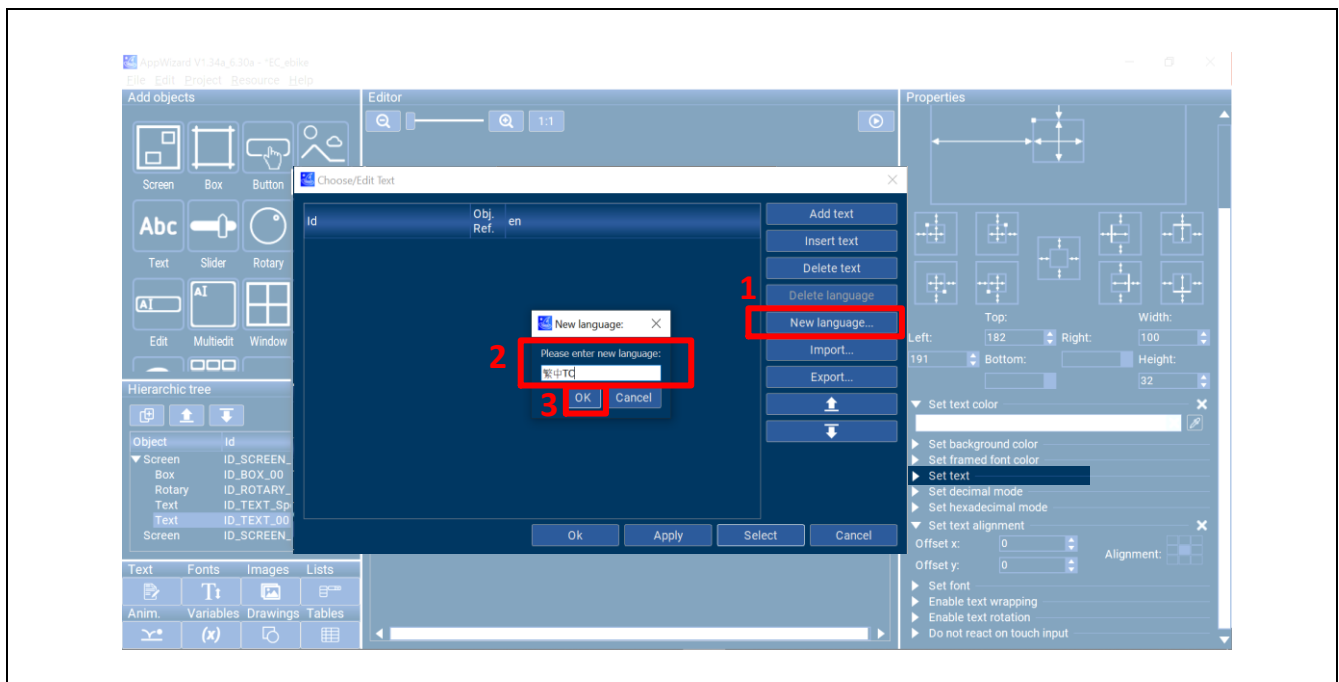 AppWizard V1.34a_6.30a - *EC_ebike
File Edit Project Resource Help
Add objects
Screen Box Button
Abc
Text Slider Rotary
AI AI
Edit Multiedit Window
Hierarchic tree
Object Id
Screen ID_SCREEN_
Box ID_BOX_00
Rotary ID_ROTARY_
Text ID_TEXT_Sp
Text ID_TEXT_00
Screen ID_SCREEN_
Text Fonts Images Lists
Anim. Variables Drawings Tables
(x)
Editor
1:1
Choose/Edit Text
Id Obj. Ref. en
Add text
Insert text
Delete text
1
Delete language
New language...
Import...
Export...
New language:
2
Please enter new language:
繁中TC
3
OK Cancel
Ok Apply Select Cancel
Properties
Top: Width:
Left: 182 Right: 100
191 Bottom: Height:
32
Set text color
Set background color
Set framed font color
Set text
Set decimal mode
Set hexadecimal mode
Set text alignment
Offset x: 0
Alignment:
Offset y: 0
Set font
Enable text wrapping
Enable text rotation
Do not react on touch input